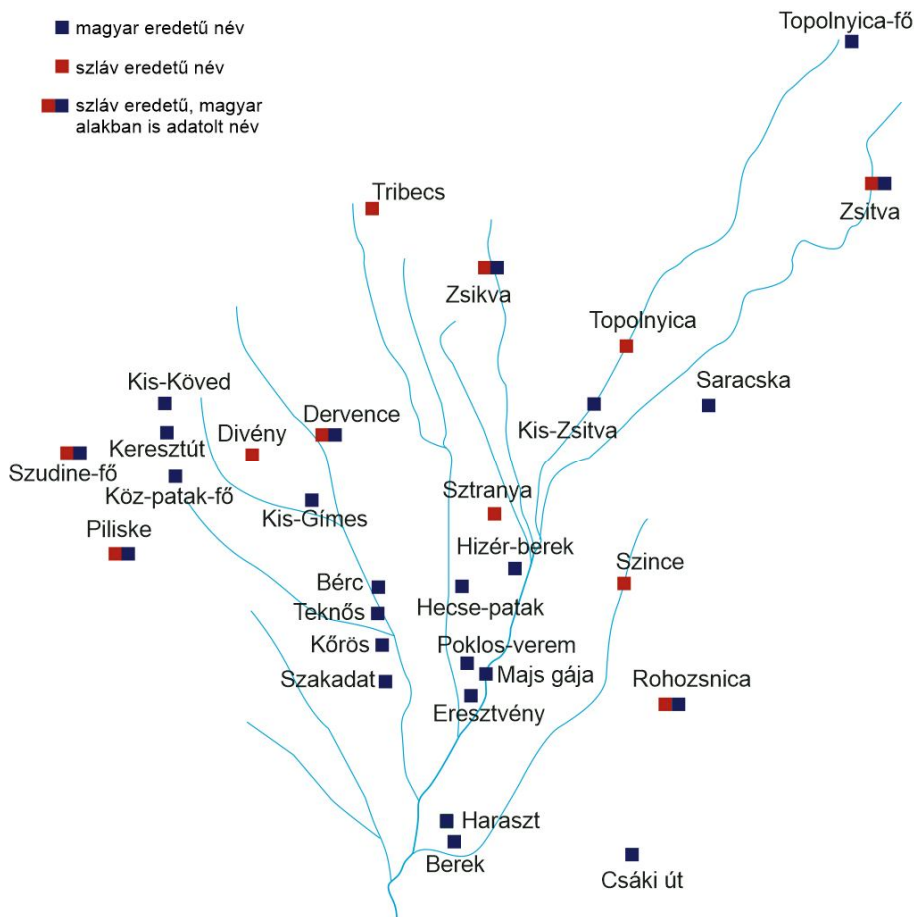 magyar eredetű név
szláv eredetű név
szláv eredetű, magyar
alakban is adatolt név
Topolnyica-fő
Tribecs
Zsitva
Zsikva
Topolnyica
Kis-Köved
Saracska
Dervence
Kis-Zsitva
Divény
Keresztút
Szudine-fő
Köz-patak-fő
Sztranya
Kis-Gímes
Piliske
Hizér-berek
Szince
Bérc
Hecse-patak
Teknős
Kőrös
Poklos-verem
Majs gája
Szakadat
Rohozsnica
Eresztvény
Haraszt
Berek
Csáki út